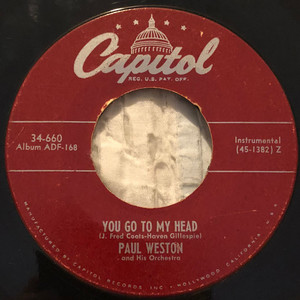 Capitol
REG. U.S. PAT. OFF.
34-660
Album ADF-168
Instrumental
(45-1382) Z
YOU GO TO MY HEAD
(J. Fred Coots-Haven Gillespie)
PAUL WESTON
and His Orchestra
MANUFACTURED BY CAPITOL RECORDS INC. • HOLLYWOOD CALIFORNIA, U.S.A.